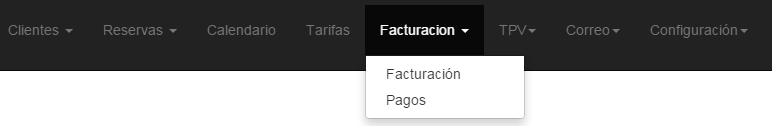 Clientes Reservas Calendario Tarifas Facturacion TPV Correo Configuración
Facturación
Pagos